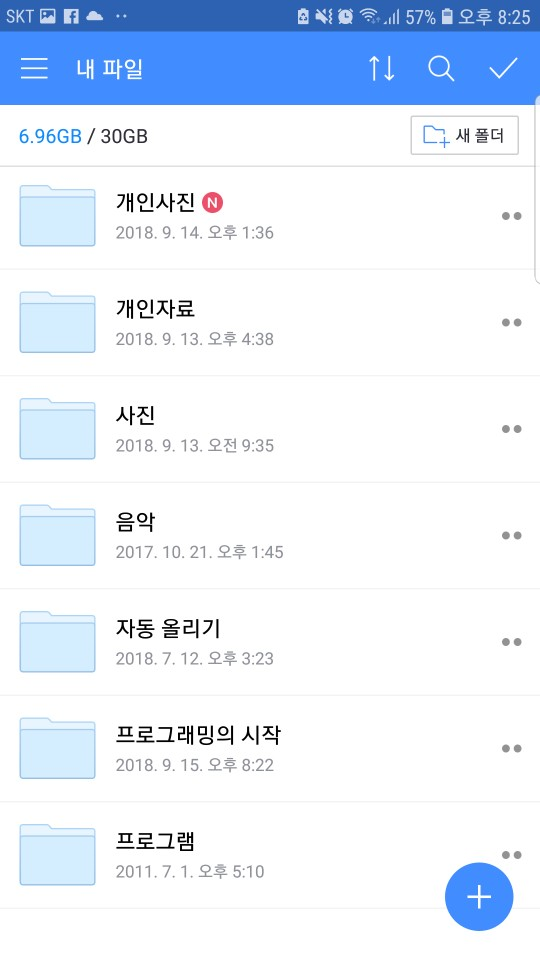 SKT 57% 오후 8:25
내 파일
6.96GB / 30GB 새 폴더
개인사진 N
2018. 9. 14. 오후 1:36
개인자료
2018. 9. 13. 오후 4:38
사진
2018. 9. 13. 오전 9:35
음악
2017. 10. 21. 오후 1:45
자동 올리기
2018. 7. 12. 오후 3:23
프로그래밍의 시작
2018. 9. 15. 오후 8:22
프로그램
2011. 7. 1. 오후 5:10